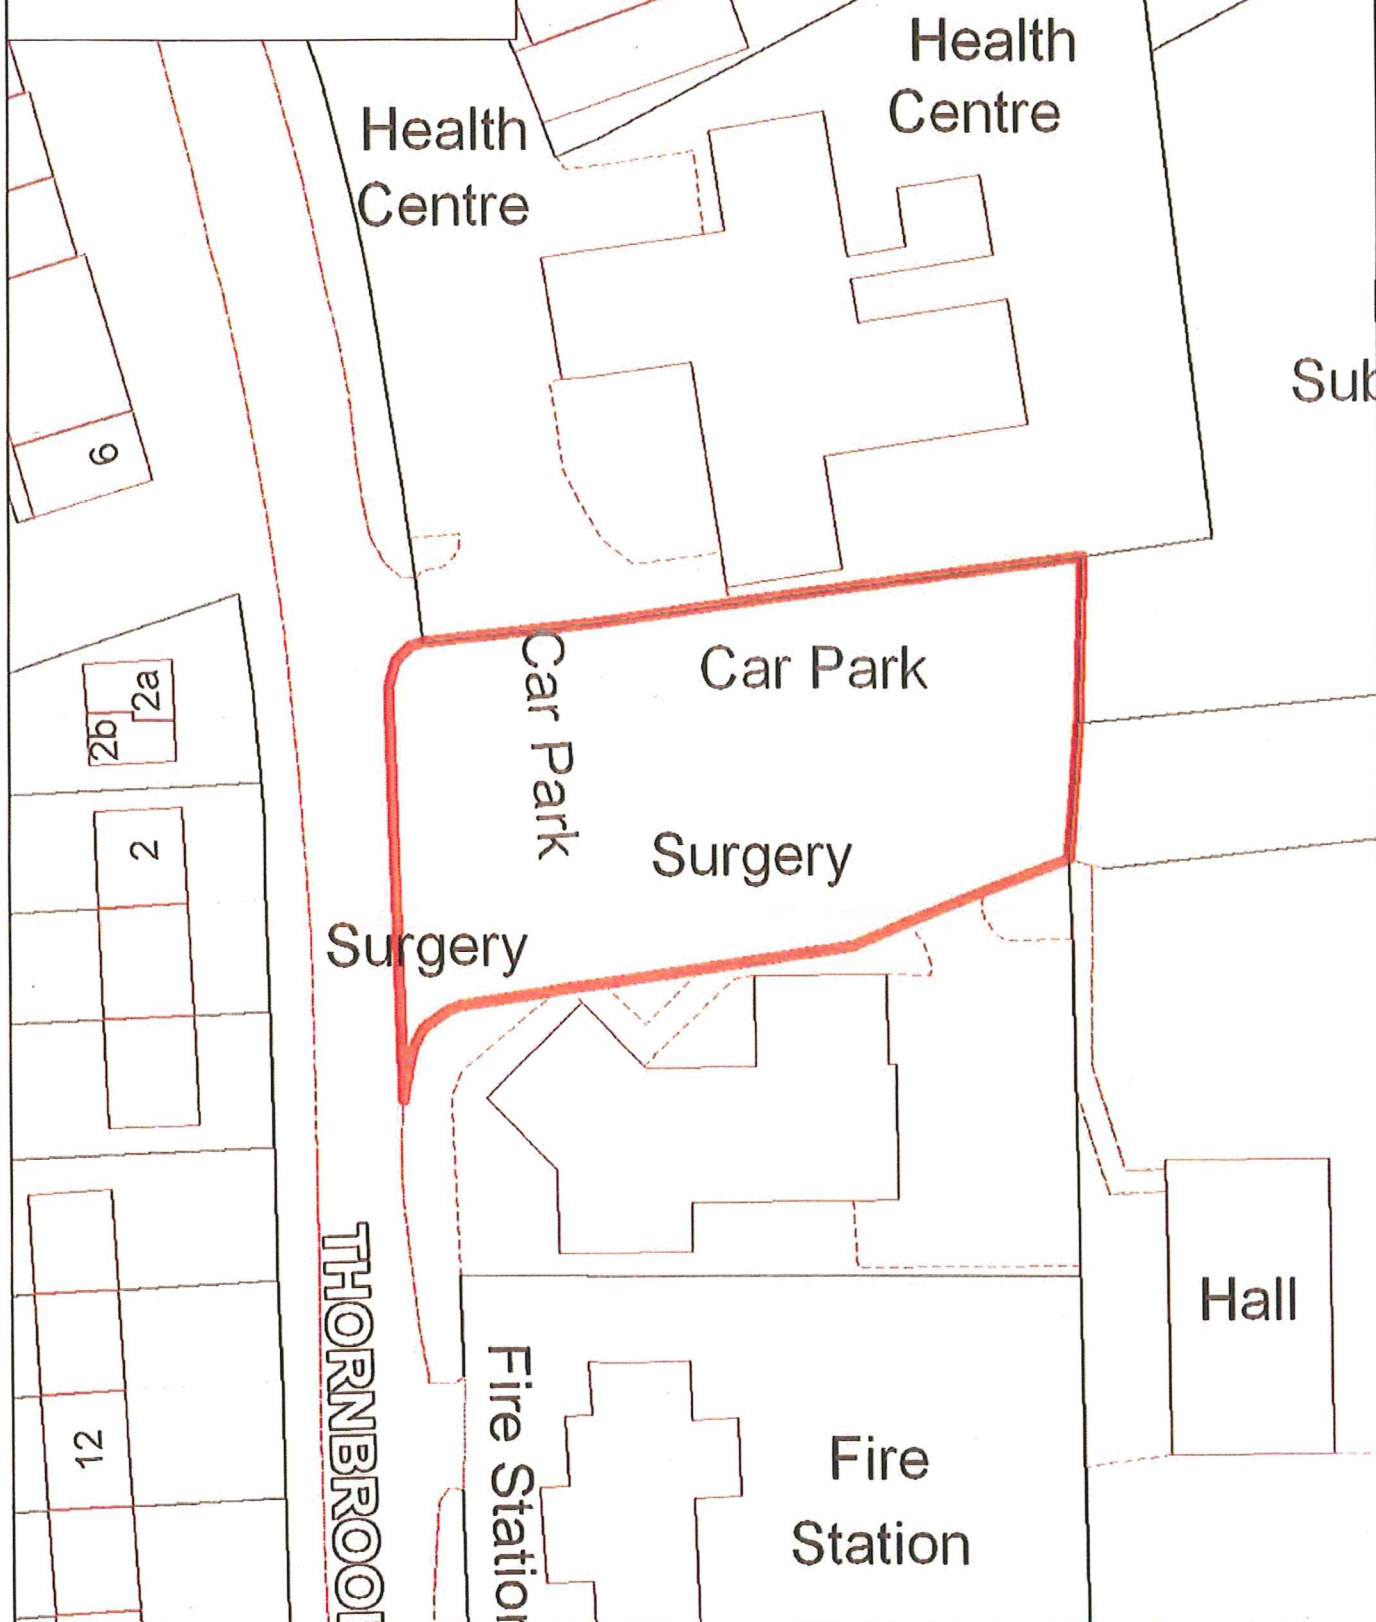 Health
Centre
Health
Centre
Sub
6
Car Park
Car Park
2a
2b
2
Surgery
Surgery
THORNBROO
Hall
Fire Station
Fire
Station
12